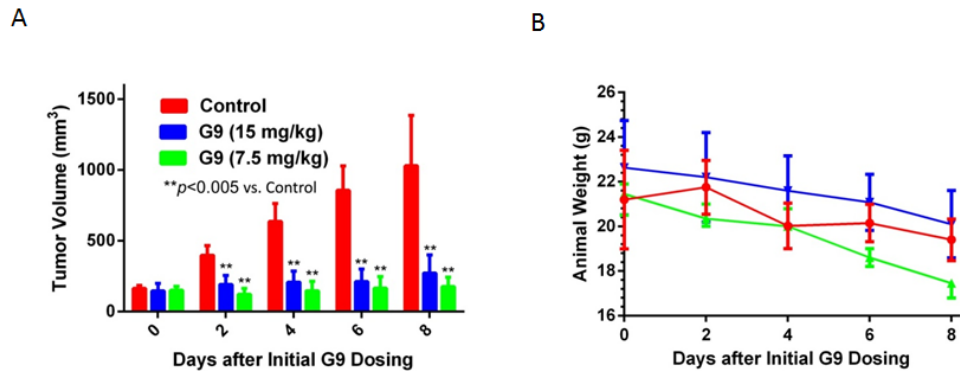 A
Tumor Volume (mm³)
1500
1000
500
0
Control
G9 (15 mg/kg)
G9 (7.5 mg/kg)
**p<0.005 vs. Control
** ** ** ** ** ** ** **
0 2 4 6 8
Days after Initial G9 Dosing
B
Animal Weight (g)
26
24
22
20
18
16
0 2 4 6 8
Days after Initial G9 Dosing